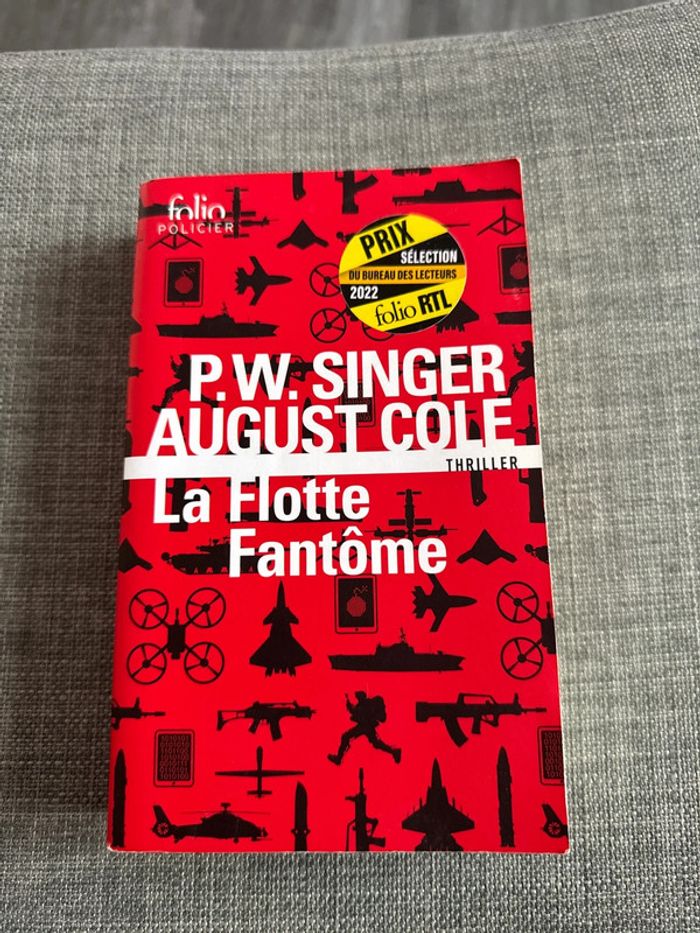 folio
POLICIER
PRIX
SÉLECTION
DU BUREAU DES LECTEURS
2022
folio RTL
P.W. SINGER
AUGUST COLE
THRILLER
La Flotte
Fantôme